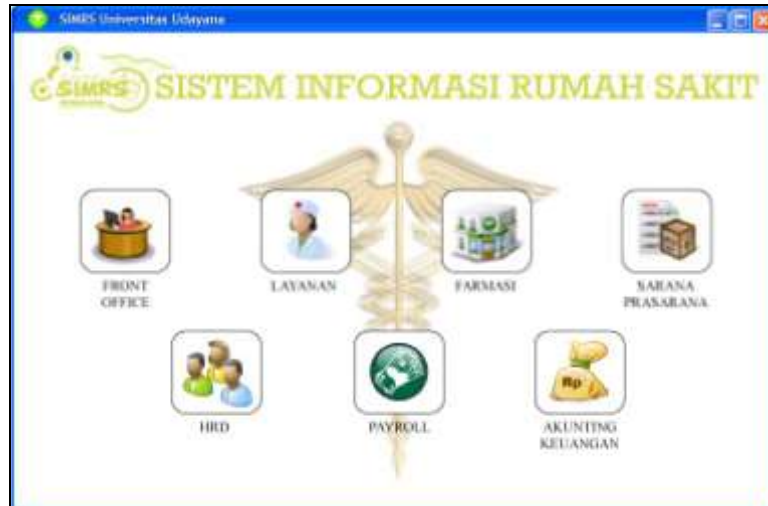 SIMRS Universitas Udayana
SIMRS
SISTEM INFORMASI RUMAH SAKIT
FRONT
OFFICE
LAYANAN
FARMASI
SARANA
PRASARANA
HRD
PAYROLL
Rp
AKUNTING
KEUANGAN